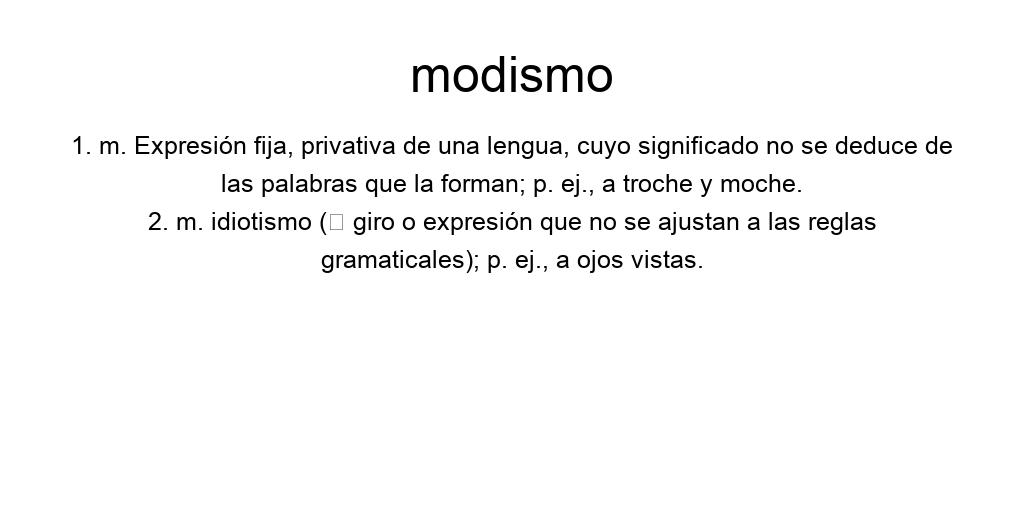 modismo
1. m. Expresión fija, privativa de una lengua, cuyo significado no se deduce de
las palabras que la forman; p. ej., a troche y moche.
2. m. idiotismo (□ giro o expresión que no se ajustan a las reglas
gramaticales); p. ej., a ojos vistas.